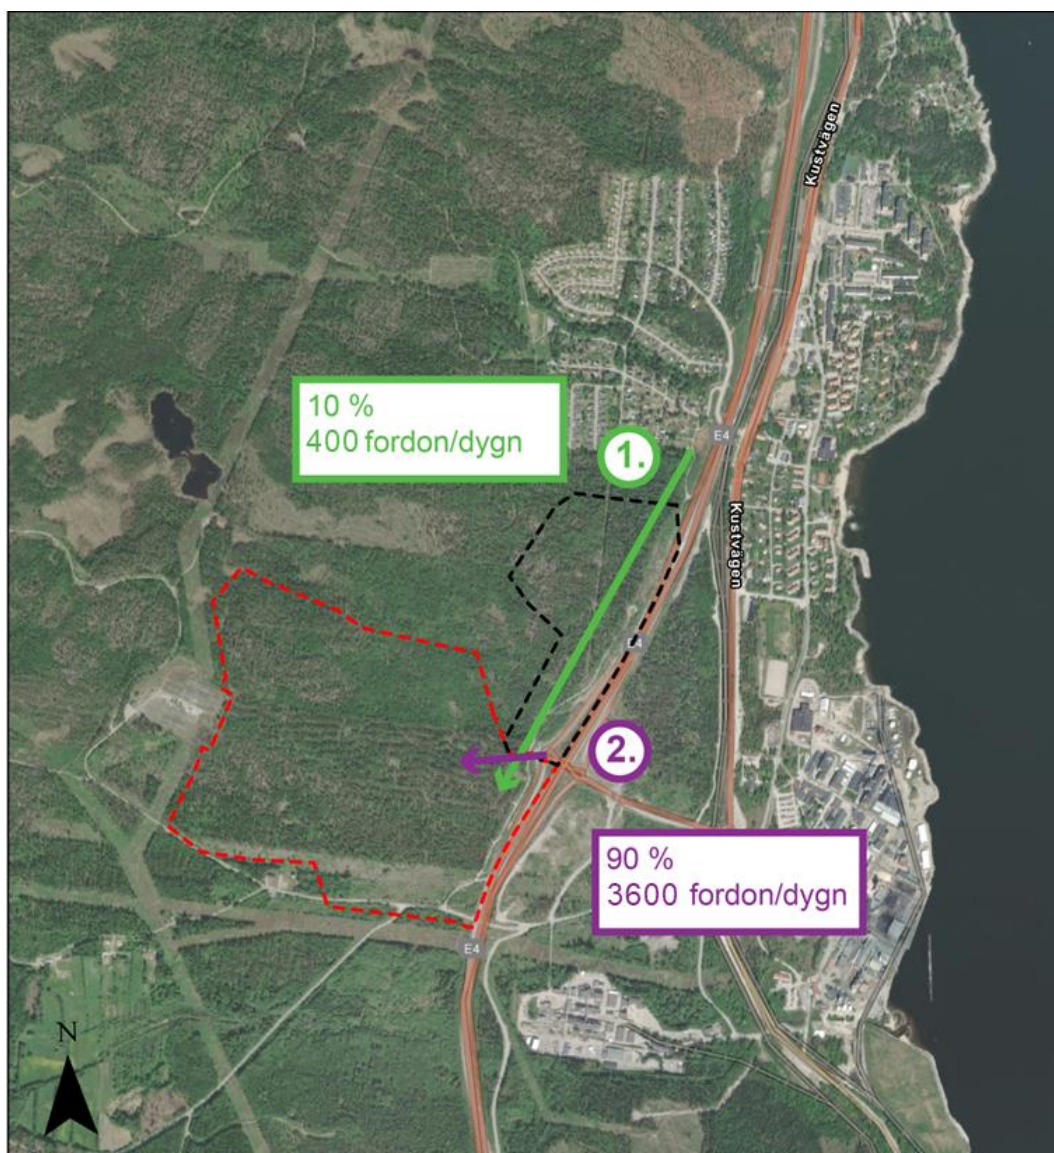 Kustvägen
10 %
400 fordon/dygn
1.
E4
Kustvägen
E4
2.
90 %
3600 fordon/dygn
E4
N